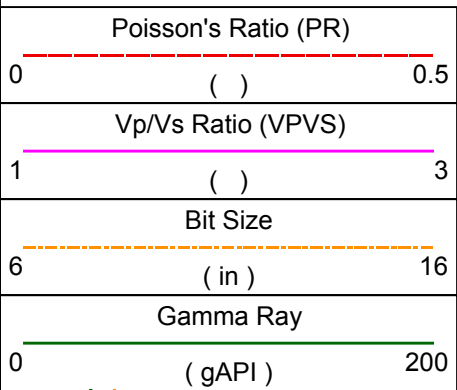 Poisson's Ratio (PR)
0 ( ) 0.5
Vp/Vs Ratio (VPVS)
1 ( ) 3
Bit Size
6 ( in ) 16
Gamma Ray
0 ( gAPI ) 200